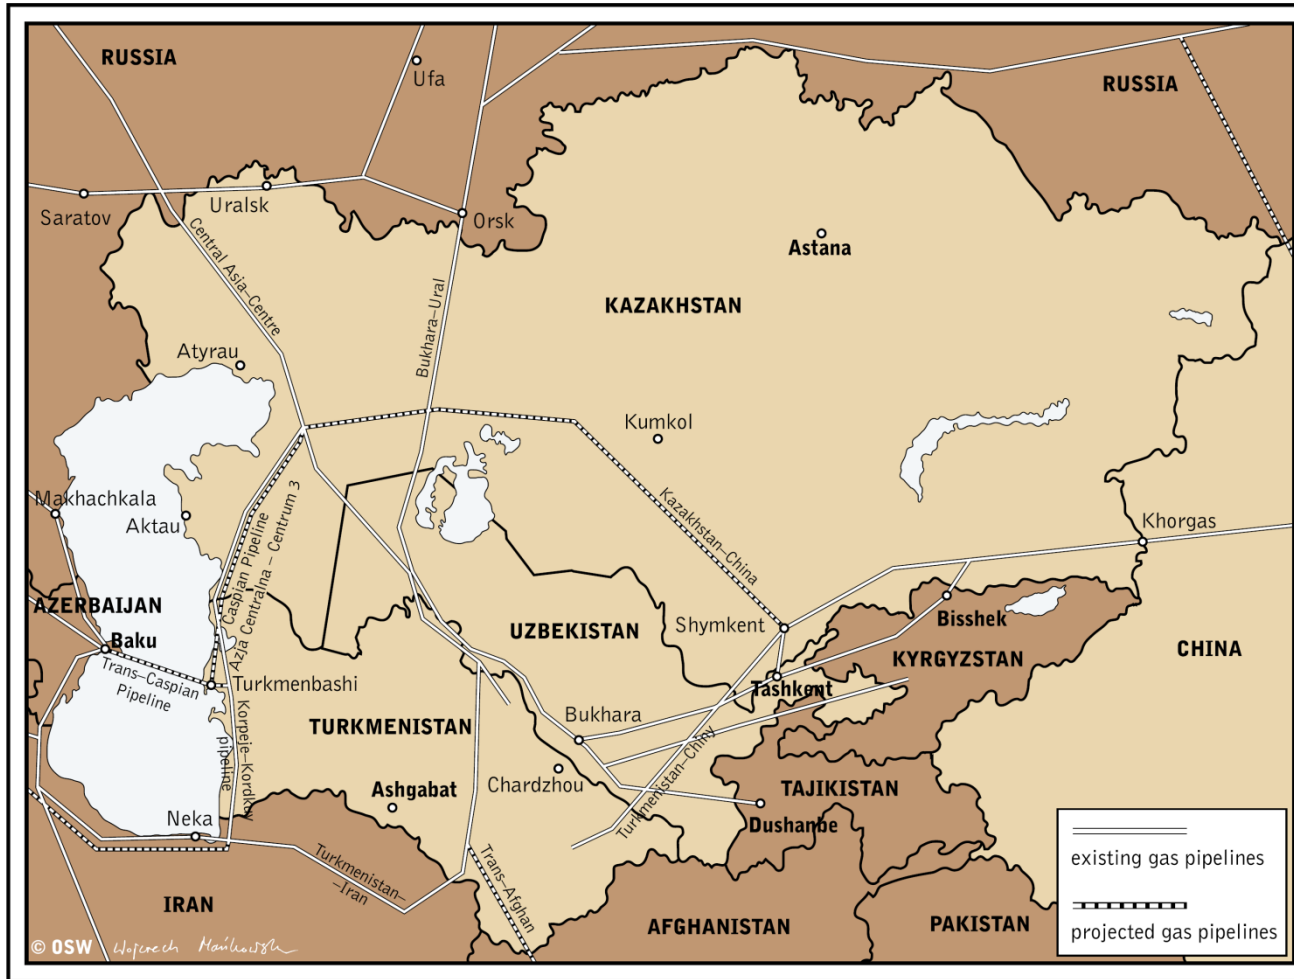 RUSSIA
Ufa
RUSSIA
Saratov
Uralsk
Orsk
Astana
Central Asia–Centre
Bukhara–Ural
KAZAKHSTAN
Atyrau
Kumkol
Makhachkala
Aktau
Caspian Pipeline
Azja Centralna – Centrum 3
Kazakhstan–China
Khorgas
AZERBAIJAN
Baku
Trans–Caspian
Pipeline
Turkmenbashi
UZBEKISTAN
Shymkent
Bisshek
KYRGYZSTAN
CHINA
Tashkent
Korpeje–Kordkuy
pipeline
TURKMENISTAN
Bukhara
Chardzhou
Ashgabat
Turkmenistan–Chiny
TAJIKISTAN
Dushanbe
Neka
Turkmenistan–
–Iran
Trans–Afghan
IRAN
AFGHANISTAN
PAKISTAN
existing gas pipelines
projected gas pipelines
© OSW Wojciech Mańkowski